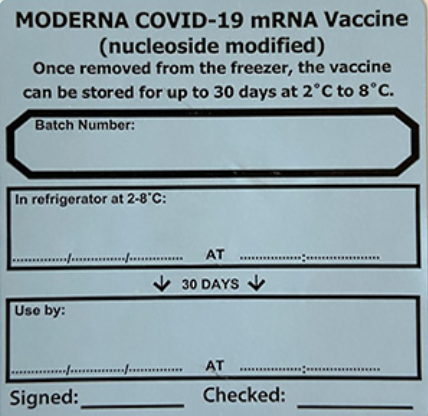 MODERNA COVID-19 mRNA Vaccine
(nucleoside modified)
Once removed from the freezer, the vaccine
can be stored for up to 30 days at 2˚C to 8˚C.
Batch Number:
In refrigerator at 2-8˚C:
............../............../.............. AT ................:...................
↓ 30 DAYS ↓
Use by:
............../............../.............. AT ................:...................
Signed:__________ Checked: ___________